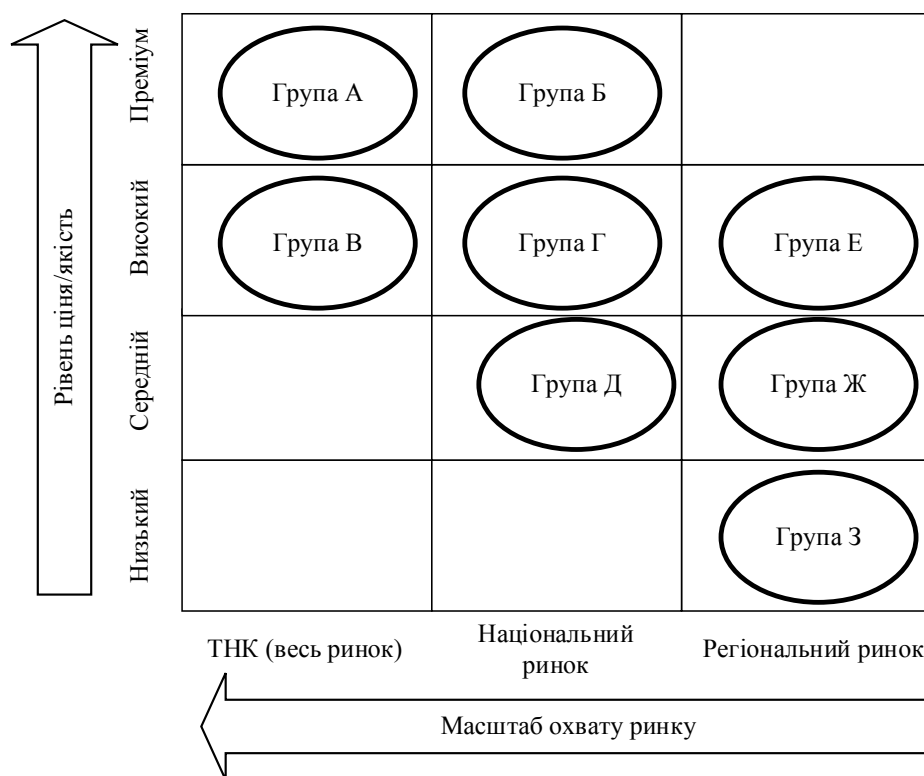 Рівень ціня/якість
Преміум
Група А
Група Б
Високий
Група В
Група Г
Група Е
Середній
Група Д
Група Ж
Низький
Група З
ТНК (весь ринок)
Національний
ринок
Регіональний ринок
Масштаб охвату ринку